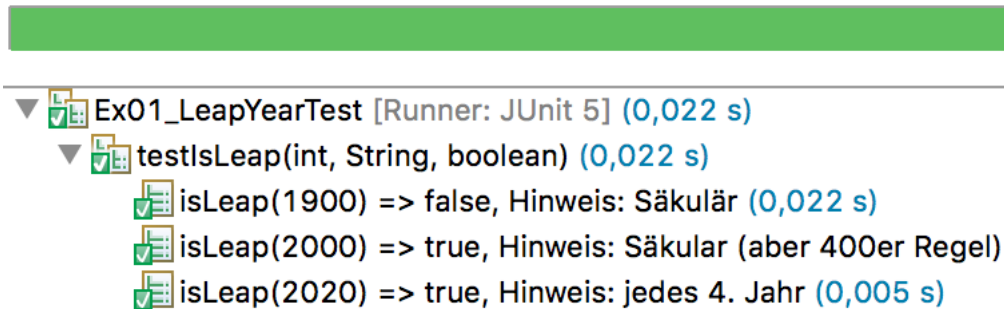 Ex01_LeapYearTest [Runner: JUnit 5] (0,022 s)
testIsLeap(int, String, boolean) (0,022 s)
isLeap(1900) => false, Hinweis: Säkulär (0,022 s)
isLeap(2000) => true, Hinweis: Säkular (aber 400er Regel)
isLeap(2020) => true, Hinweis: jedes 4. Jahr (0,005 s)